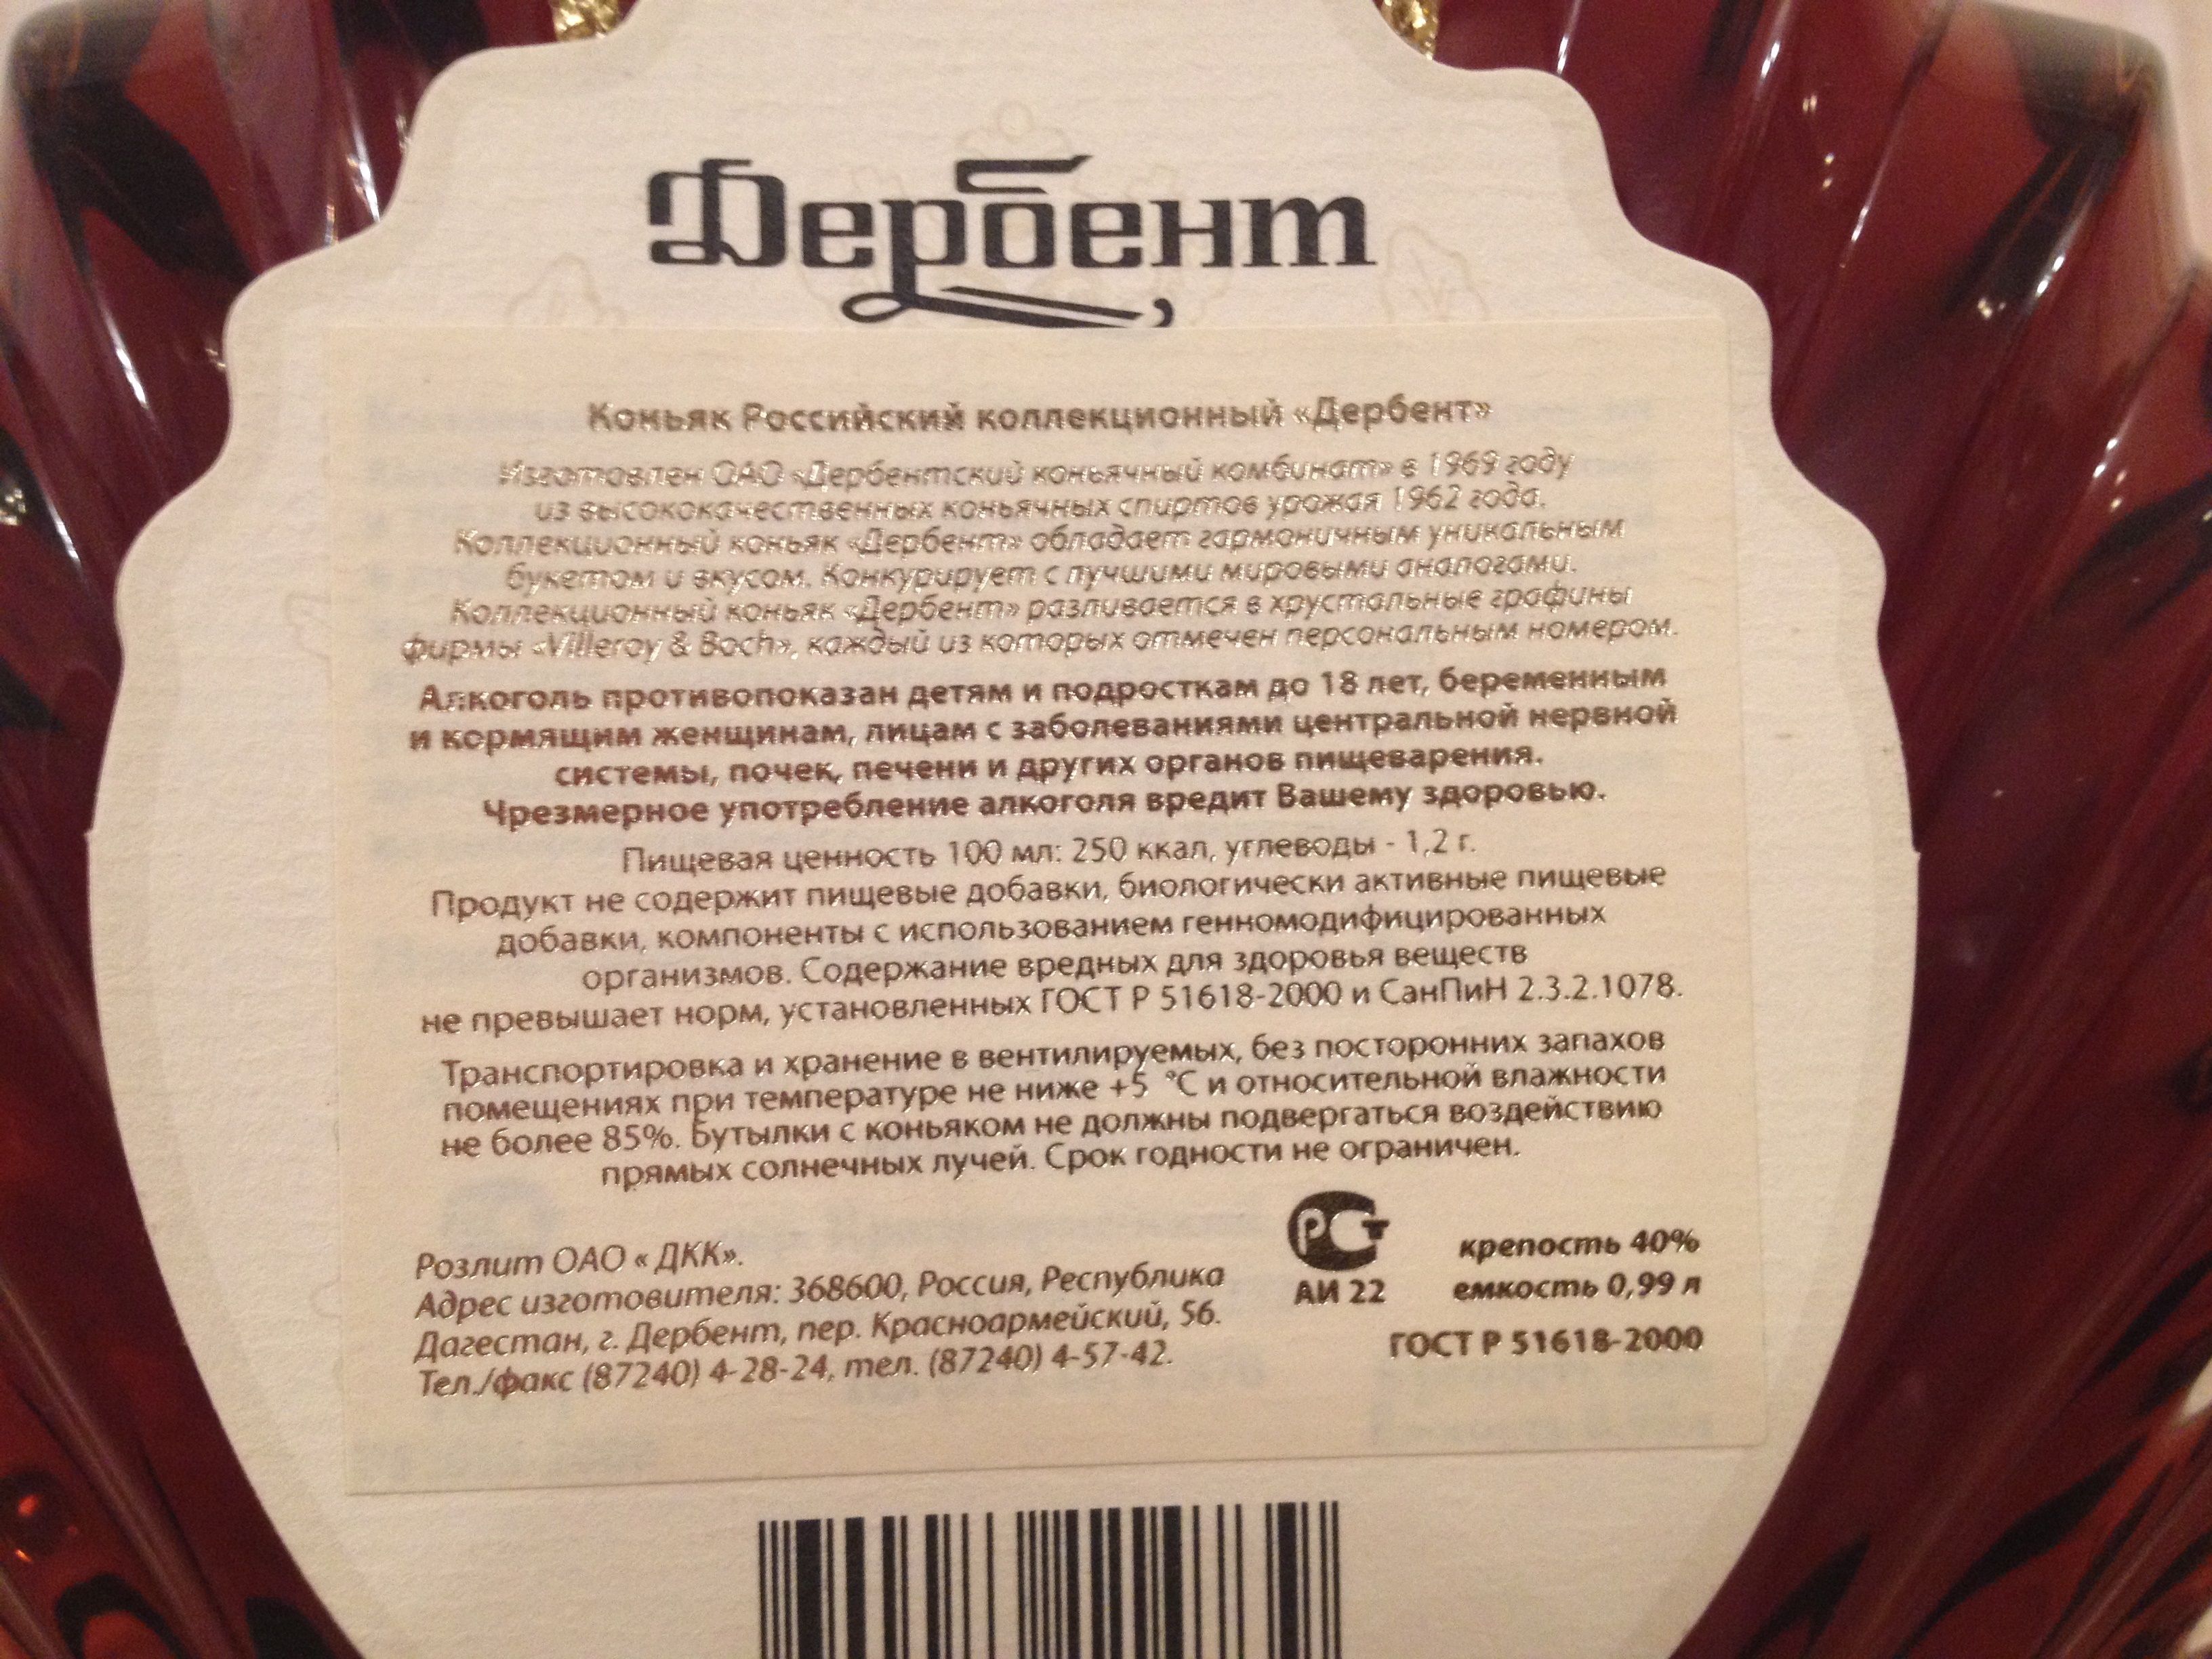 Дербент
Коньяк Российский коллекционный «Дербент»
Изготовлен ОАО «Дербентский коньячный комбинат» в 1969 году
из высококачественных коньячных спиртов урожая 1962 года.
Коллекционный коньяк «Дербент» обладает гармоничным уникальным
букетом и вкусом. Конкурирует с лучшими мировыми аналогами.
Коллекционный коньяк «Дербент» разливается в хрустальные графины
фирмы «Villeroy & Boch», каждый из которых отмечен персональным номером.
Алкоголь противопоказан детям и подросткам до 18 лет, беременным
и кормящим женщинам, лицам с заболеваниями центральной нервной
системы, почек, печени и других органов пищеварения.
Чрезмерное употребление алкоголя вредит Вашему здоровью.
Пищевая ценность 100 мл: 250 ккал, углеводы - 1,2 г.
Продукт не содержит пищевые добавки, биологически активные пищевые
добавки, компоненты с использованием генномодифицированных
организмов. Содержание вредных для здоровья веществ
не превышает норм, установленных ГОСТ Р 51618-2000 и СанПиН 2.3.2.1078.
Транспортировка и хранение в вентилируемых, без посторонних запахов
помещениях при температуре не ниже +5 °С и относительной влажности
не более 85%. Бутылки с коньяком не должны подвергаться воздействию
прямых солнечных лучей. Срок годности не ограничен.
Розлит ОАО « ДКК».
Адрес изготовителя: 368600, Россия, Республика
Дагестан, г. Дербент, пер. Красноармейский, 56.
Тел./факс (87240) 4-28-24, тел. (87240) 4-57-42.
РСТ
АИ 22
крепость 40%
емкость 0,99 л
ГОСТ Р 51618-2000